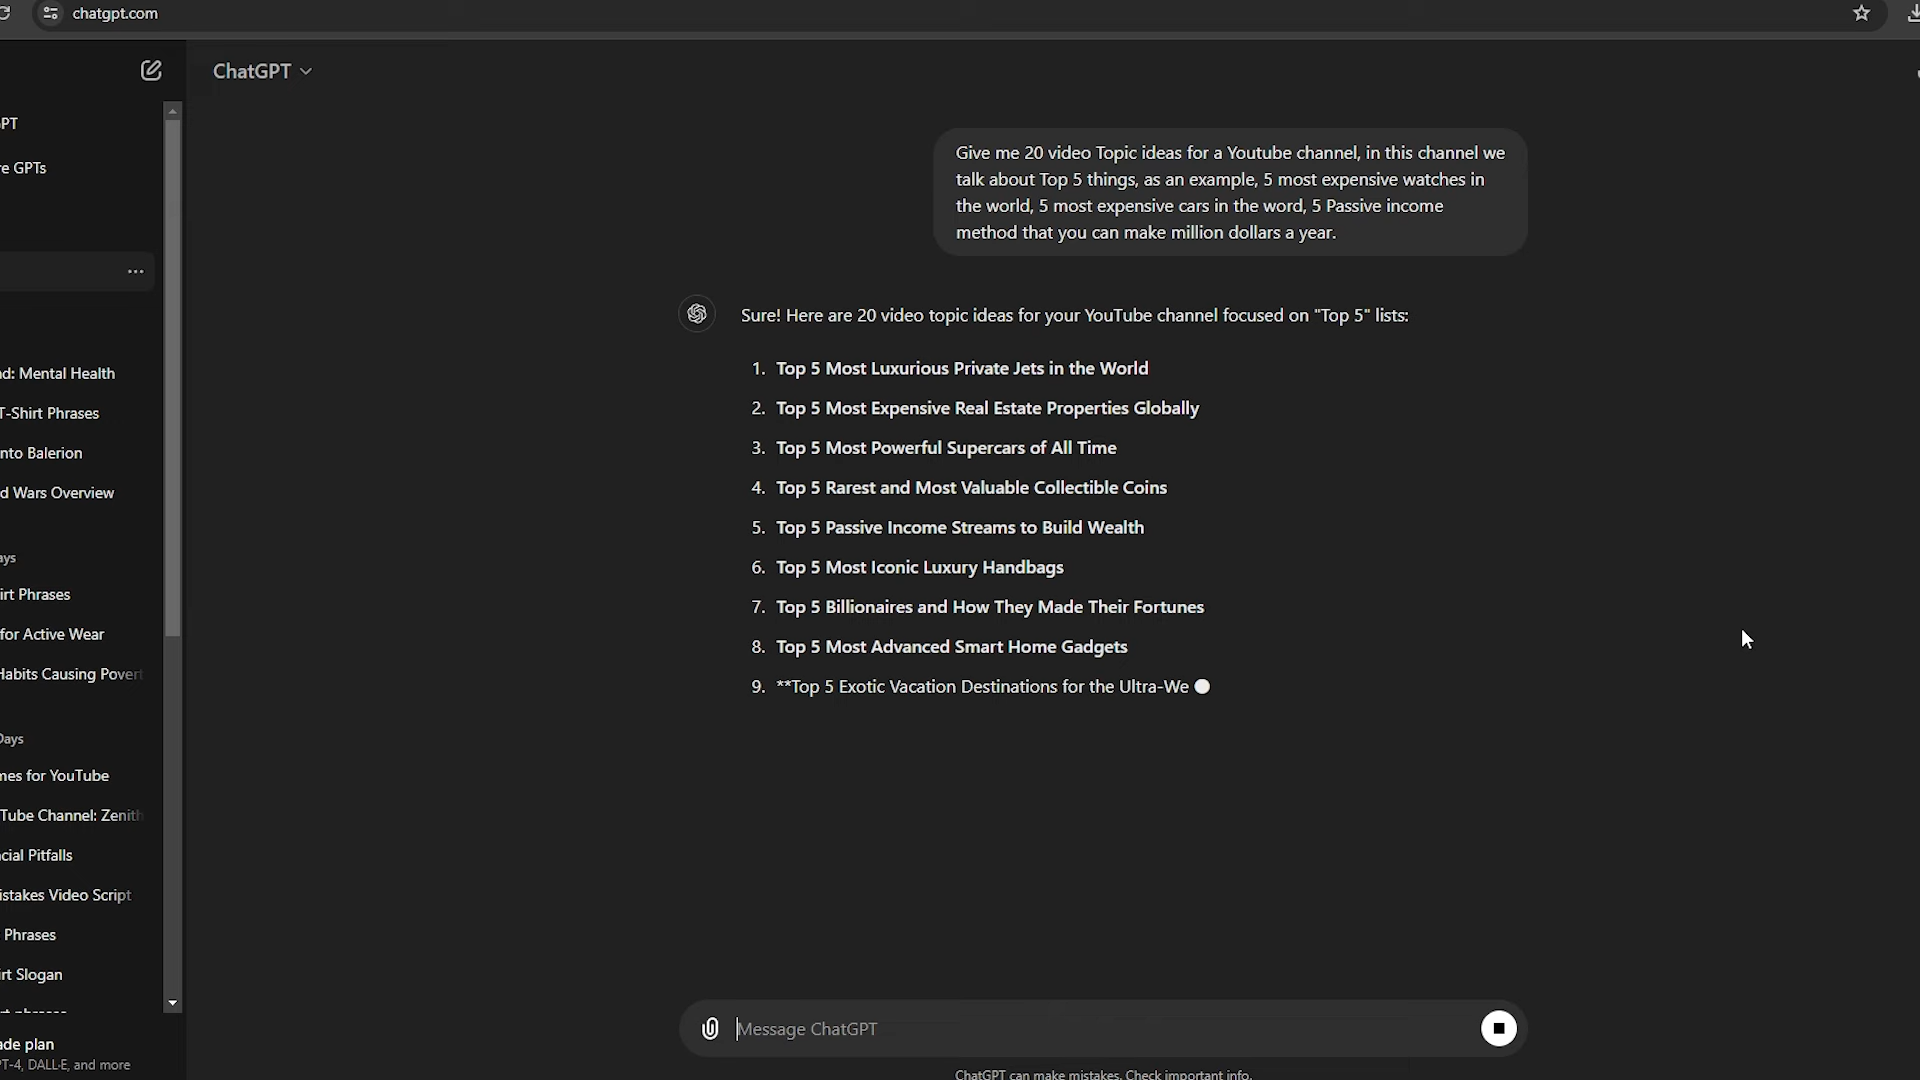 chatgpt.com
ChatGPT
PT
re GPTs
d: Mental Health
T-Shirt Phrases
nto Balerion
d Wars Overview
ays
irt Phrases
for Active Wear
Habits Causing Povert
Days
mes for YouTube
Tube Channel: Zenith
cial Pitfalls
istakes Video Script
Phrases
irt Slogan
ade plan
PT-4, DALL·E, and more
Give me 20 video Topic ideas for a Youtube channel, in this channel we
talk about Top 5 things, as an example, 5 most expensive watches in
the world, 5 most expensive cars in the word, 5 Passive income
method that you can make million dollars a year.
Sure! Here are 20 video topic ideas for your YouTube channel focused on "Top 5" lists:
1. Top 5 Most Luxurious Private Jets in the World
2. Top 5 Most Expensive Real Estate Properties Globally
3. Top 5 Most Powerful Supercars of All Time
4. Top 5 Rarest and Most Valuable Collectible Coins
5. Top 5 Passive Income Streams to Build Wealth
6. Top 5 Most Iconic Luxury Handbags
7. Top 5 Billionaires and How They Made Their Fortunes
8. Top 5 Most Advanced Smart Home Gadgets
9. **Top 5 Exotic Vacation Destinations for the Ultra-We
Message ChatGPT
ChatGPT can make mistakes. Check important info.